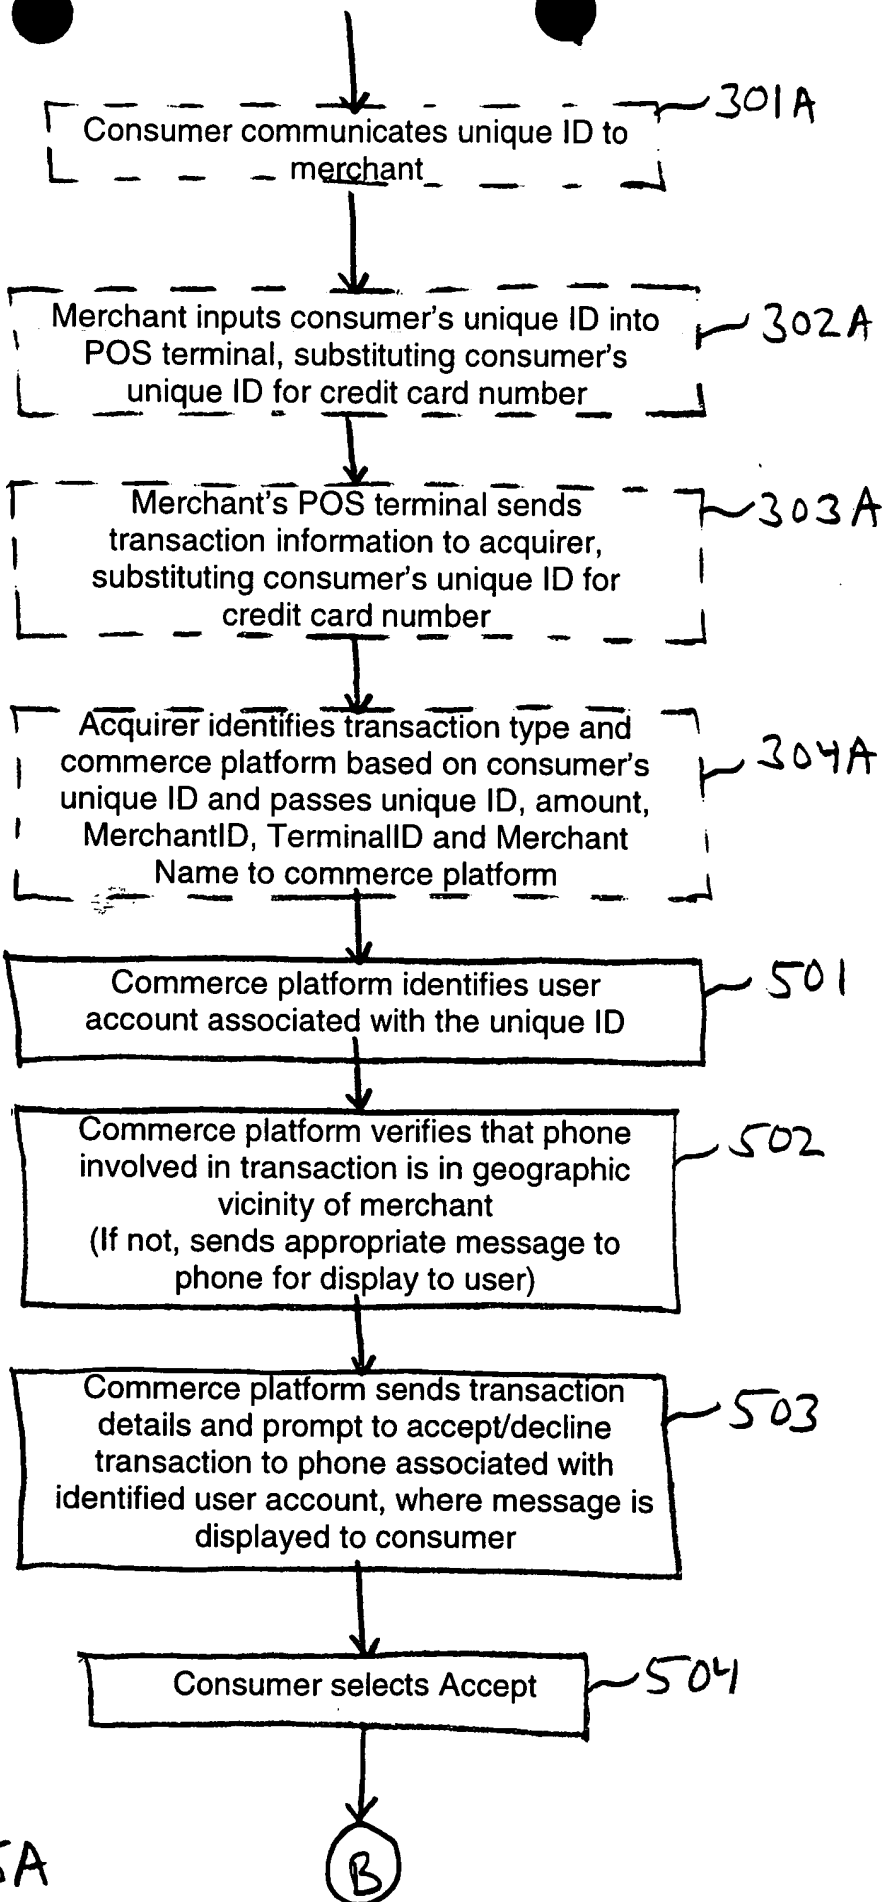 301A
Consumer communicates unique ID to
merchant
302A
Merchant inputs consumer's unique ID into
POS terminal, substituting consumer's
unique ID for credit card number
303A
Merchant's POS terminal sends
transaction information to acquirer,
substituting consumer's unique ID for
credit card number
304A
Acquirer identifies transaction type and
commerce platform based on consumer's
unique ID and passes unique ID, amount,
MerchantID, TerminalID and Merchant
Name to commerce platform
501
Commerce platform identifies user
account associated with the unique ID
502
Commerce platform verifies that phone
involved in transaction is in geographic
vicinity of merchant
(If not, sends appropriate message to
phone for display to user)
503
Commerce platform sends transaction
details and prompt to accept/decline
transaction to phone associated with
identified user account, where message is
displayed to consumer
504
Consumer selects Accept
5A
B